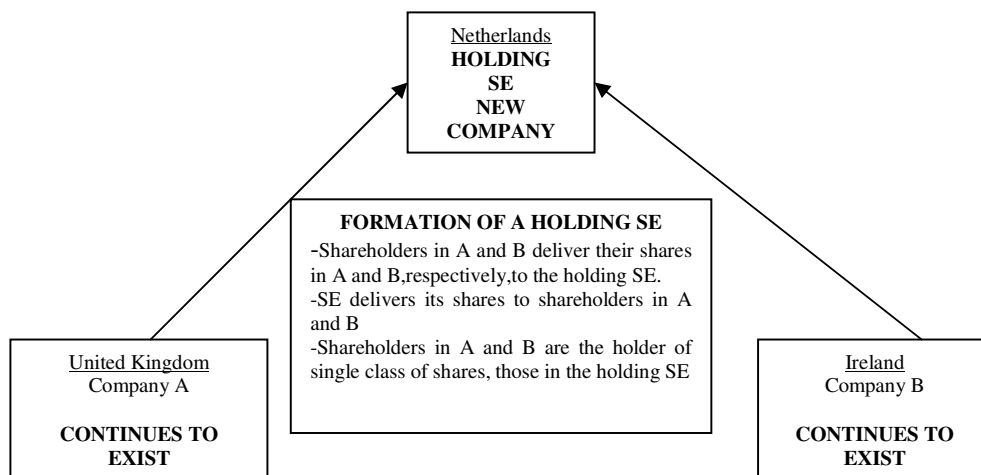 Netherlands
HOLDING
SE
NEW
COMPANY
FORMATION OF A HOLDING SE
-Shareholders in A and B deliver their shares
in A and B,respectively,to the holding SE.
-SE delivers its shares to shareholders in A
and B
-Shareholders in A and B are the holder of
single class of shares, those in the holding SE
United Kingdom
Company A
CONTINUES TO
EXIST
Ireland
Company B
CONTINUES TO
EXIST